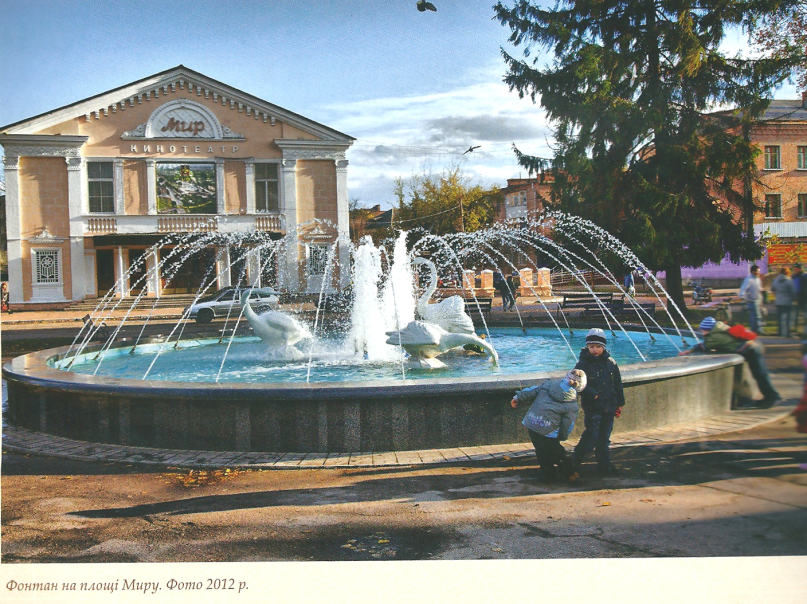 Мир
КИНОТЕАТР
Фонтан на площі Миру. Фото 2012 р.